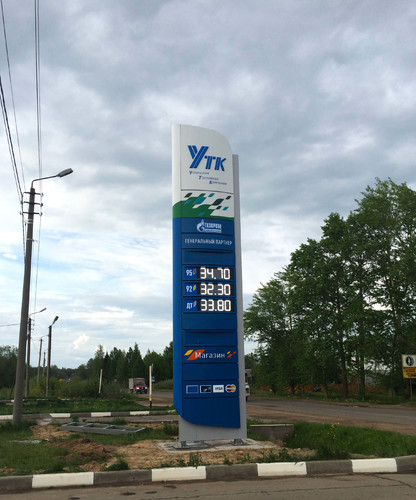 УТК
ГАЗПРОМ
ГЕНЕРАЛЬНЫЙ ПАРТНЕР
95 34.70
92 32.30
ДТ 33.80
Магазин
VISA